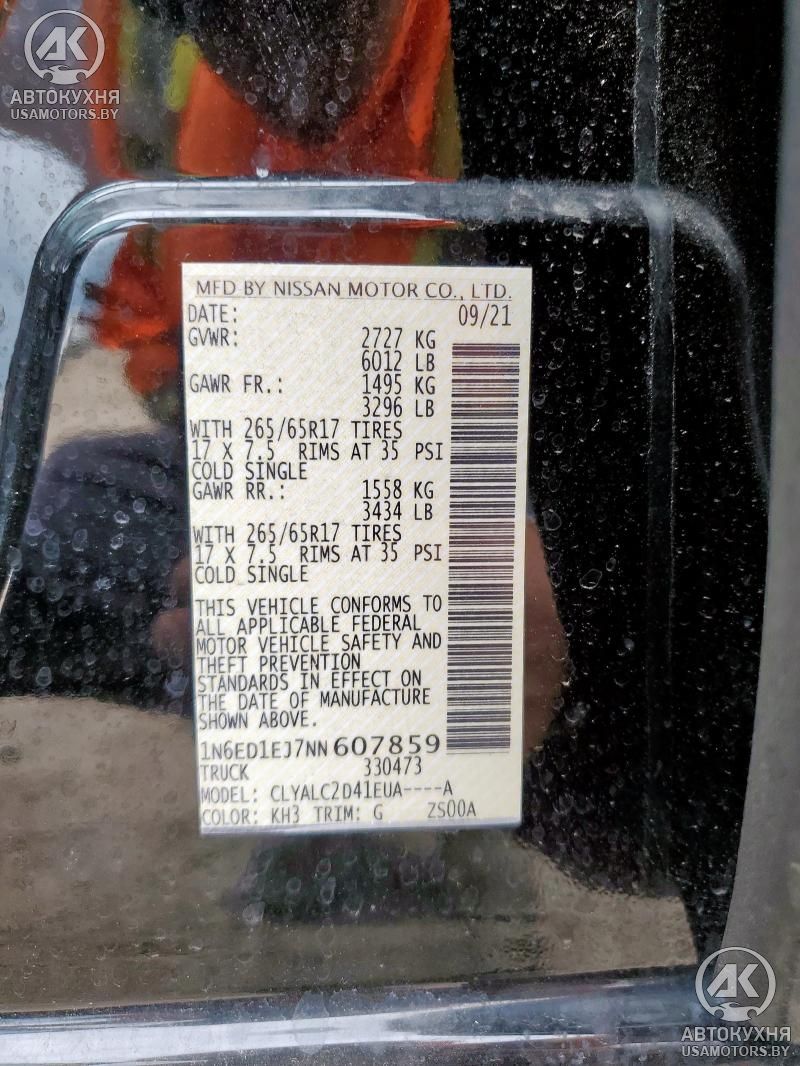 АК
АВТОКУХНЯ
USAMOTORS.BY
MFD BY NISSAN MOTOR CO., LTD.
DATE: 09/21
GVWR: 2727 KG
6012 LB
GAWR FR.: 1495 KG
3296 LB
WITH 265/65R17 TIRES
17 X 7.5 RIMS AT 35 PSI
COLD SINGLE
GAWR RR.: 1558 KG
3434 LB
WITH 265/65R17 TIRES
17 X 7.5 RIMS AT 35 PSI
COLD SINGLE
THIS VEHICLE CONFORMS TO
ALL APPLICABLE FEDERAL
MOTOR VEHICLE SAFETY AND
THEFT PREVENTION
STANDARDS IN EFFECT ON
THE DATE OF MANUFACTURE
SHOWN ABOVE.
1N6ED1EJ7NN607859
TRUCK 330473
MODEL: CLYALC2D41EUA----A
COLOR: KH3 TRIM: G ZS00A
АК
АВТОКУХНЯ
USAMOTORS.BY